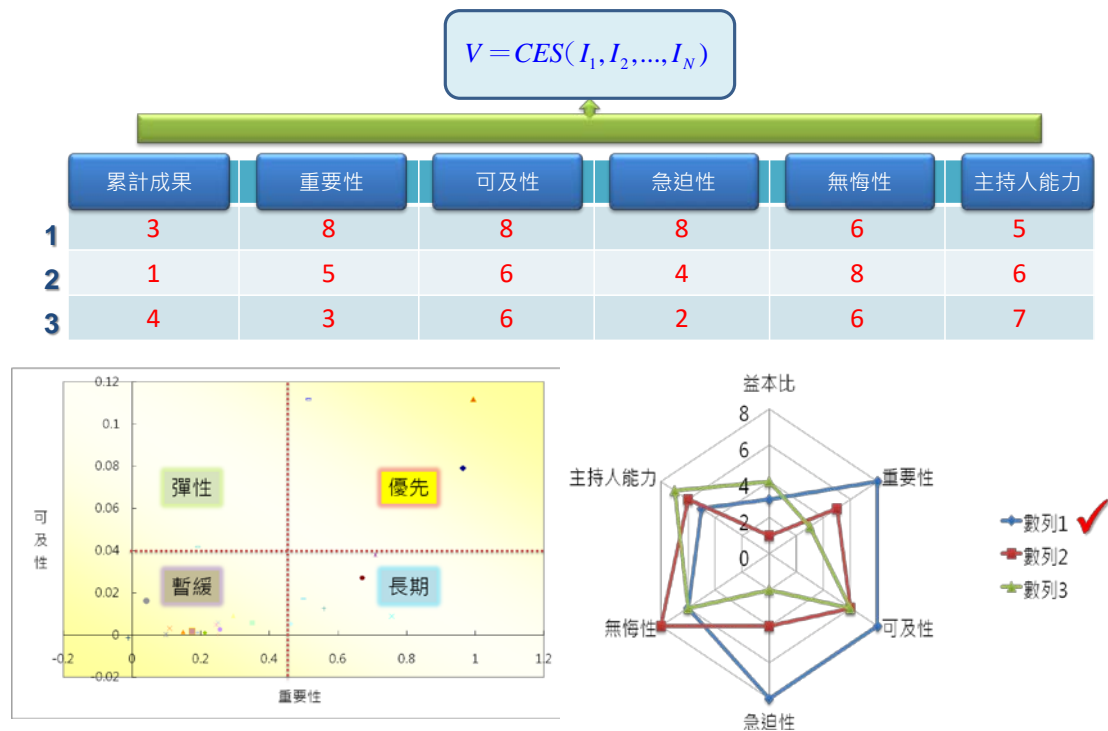 V＝CES(I₁,I₂,...,I_N)
累計成果 重要性 可及性 急迫性 無悔性 主持人能力
1 3 8 8 8 6 5
2 1 5 6 4 8 6
3 4 3 6 2 6 7
0.12
0.1
0.08
0.06
0.04
0.02
0
-0.02
-0.2 0 0.2 0.4 0.6 0.8 1 1.2
可及性
重要性
彈性
優先
暫緩
長期
益本比
8
6
4
2
0
主持人能力
重要性
無悔性
可及性
急迫性
數列1
數列2
數列3